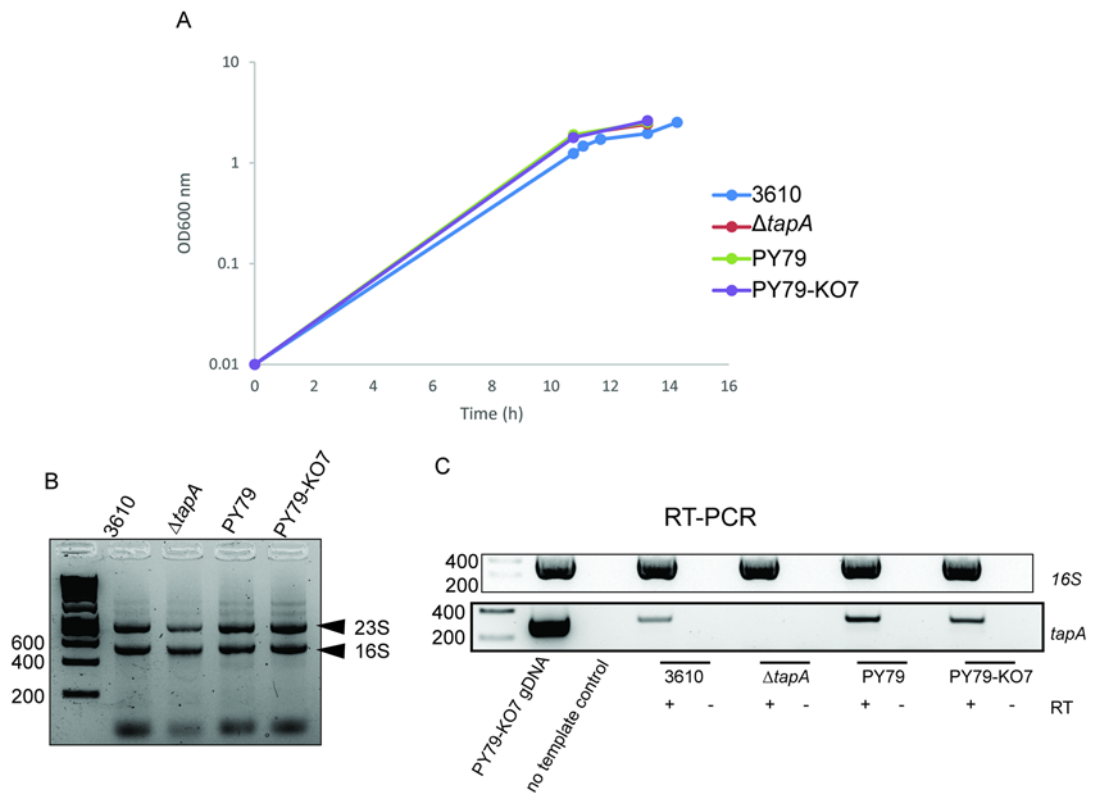 A
10
1
0.1
0.01
OD600 nm
0 2 4 6 8 10 12 14 16
Time (h)
3610
ΔtapA
PY79
PY79-KO7
B
3610
ΔtapA
PY79
PY79-KO7
600
400
200
23S
16S
C
RT-PCR
400
200
16S
400
200
tapA
PY79-KO7 gDNA
no template control
3610 ΔtapA PY79 PY79-KO7
+ - + - + - + - RT